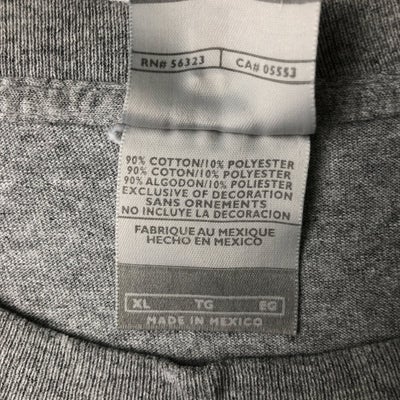 RN# 56323 CA# 05553
90% COTTON/10% POLYESTER
90% COTON/10% POLYESTER
90% ALGODON/10% POLIESTER
EXCLUSIVE OF DECORATION
SANS ORNEMENTS
NO INCLUYE LA DECORACION
FABRIQUE AU MEXIQUE
HECHO EN MEXICO
XL TG EG
MADE IN MEXICO